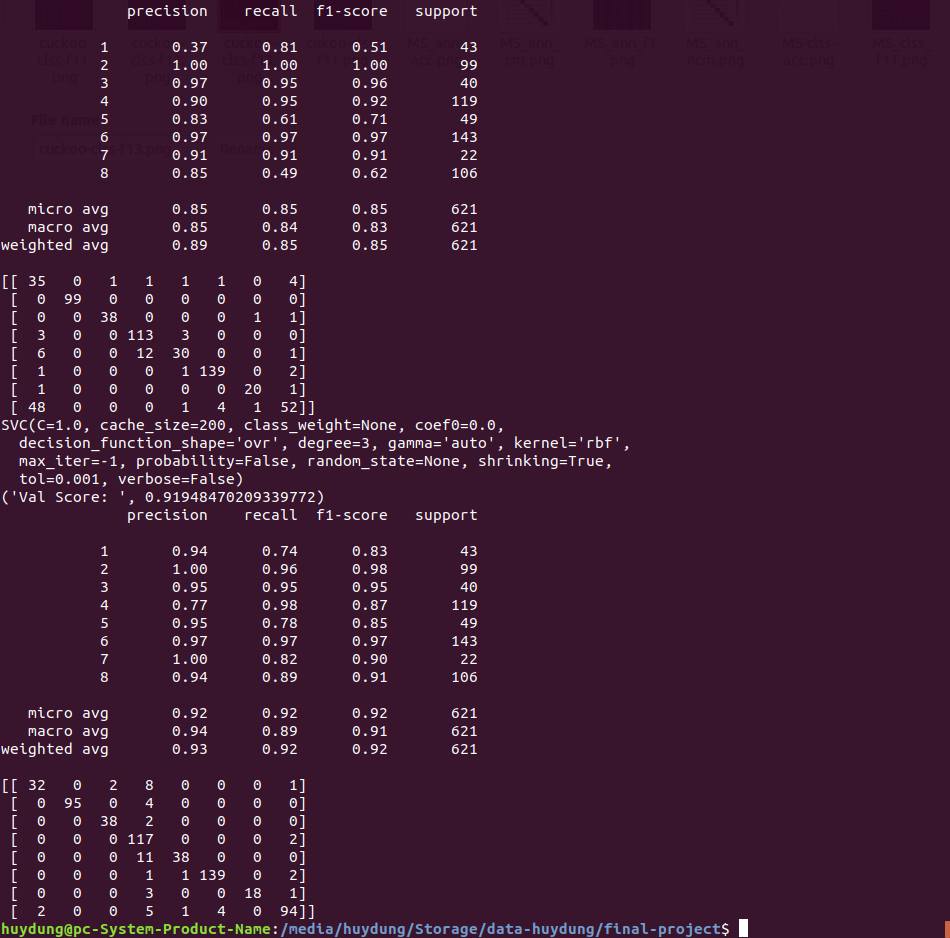 precision    recall  f1-score   support
1       0.37      0.81      0.51        43
2       1.00      1.00      1.00        99
3       0.97      0.95      0.96        40
4       0.90      0.95      0.92       119
5       0.83      0.61      0.71        49
6       0.97      0.97      0.97       143
7       0.91      0.91      0.91        22
8       0.85      0.49      0.62       106
micro avg       0.85      0.85      0.85       621
macro avg       0.85      0.84      0.83       621
weighted avg       0.89      0.85      0.85       621
[[ 35   0   1   1   1   1   0   4]
[  0  99   0   0   0   0   0   0]
[  0   0  38   0   0   0   1   1]
[  3   0   0 113   3   0   0   0]
[  6   0   0  12  30   0   0   1]
[  1   0   0   0   1 139   0   2]
[  1   0   0   0   0   0  20   1]
[ 48   0   0   0   1   4   1  52]]
SVC(C=1.0, cache_size=200, class_weight=None, coef0=0.0,
decision_function_shape='ovr', degree=3, gamma='auto', kernel='rbf',
max_iter=-1, probability=False, random_state=None, shrinking=True,
tol=0.001, verbose=False)
('Val Score: ', 0.91948470209339772)
precision    recall  f1-score   support
1       0.94      0.74      0.83        43
2       1.00      0.96      0.98        99
3       0.95      0.95      0.95        40
4       0.77      0.98      0.87       119
5       0.95      0.78      0.85        49
6       0.97      0.97      0.97       143
7       1.00      0.82      0.90        22
8       0.94      0.89      0.91       106
micro avg       0.92      0.92      0.92       621
macro avg       0.94      0.89      0.91       621
weighted avg       0.93      0.92      0.92       621
[[ 32   0   2   8   0   0   0   1]
[  0  95   0   4   0   0   0   0]
[  0   0  38   2   0   0   0   0]
[  0   0   0 117   0   0   0   2]
[  0   0   0  11  38   0   0   0]
[  0   0   0   1   1 139   0   2]
[  0   0   0   3   0   0  18   1]
[  2   0   0   5   1   4   0  94]]
huydung@pc-System-Product-Name:/media/huydung/Storage/data-huydung/final-project$